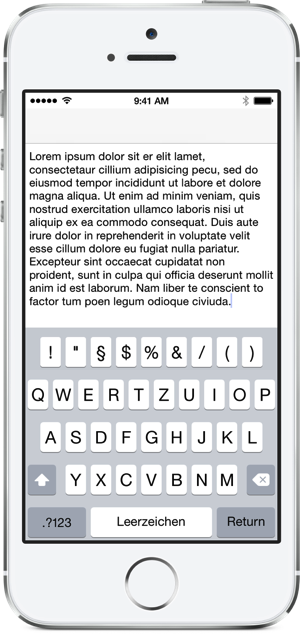 9:41 AM
Lorem ipsum dolor sit er elit lamet,
consectetaur cillium adipisicing pecu, sed do
eiusmod tempor incididunt ut labore et dolore
magna aliqua. Ut enim ad minim veniam, quis
nostrud exercitation ullamco laboris nisi ut
aliquip ex ea commodo consequat. Duis aute
irure dolor in reprehenderit in voluptate velit
esse cillum dolore eu fugiat nulla pariatur.
Excepteur sint occaecat cupidatat non
proident, sunt in culpa qui officia deserunt mollit
anim id est laborum. Nam liber te conscient to
factor tum poen legum odioque civiuda.
! " § $ % & / ( )
Q W E R T Z U I O P
A S D F G H J K L
Y X C V B N M
.?123 Leerzeichen Return